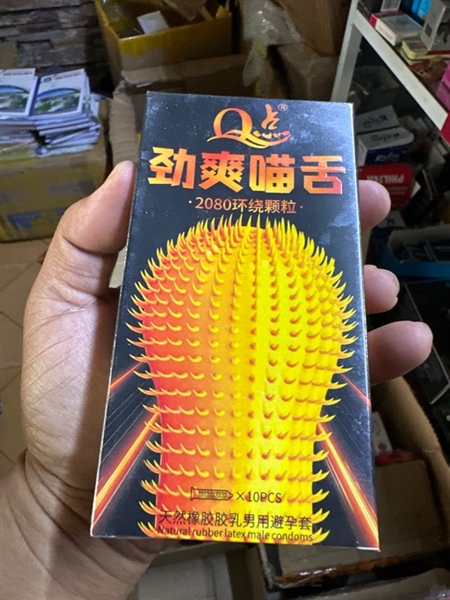 Q点®
劲爽喵舌
·2080环绕颗粒·
×10PCS
天然橡胶胶乳男用避孕套
Natural rubber latex male condoms
PHILTER